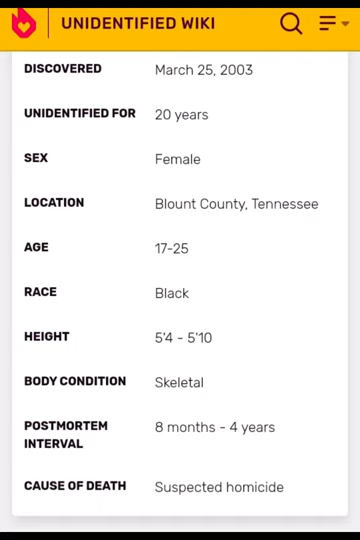 UNIDENTIFIED WIKI
DISCOVERED March 25, 2003
UNIDENTIFIED FOR 20 years
SEX Female
LOCATION Blount County, Tennessee
AGE 17-25
RACE Black
HEIGHT 5'4 - 5'10
BODY CONDITION Skeletal
POSTMORTEM INTERVAL 8 months - 4 years
CAUSE OF DEATH Suspected homicide